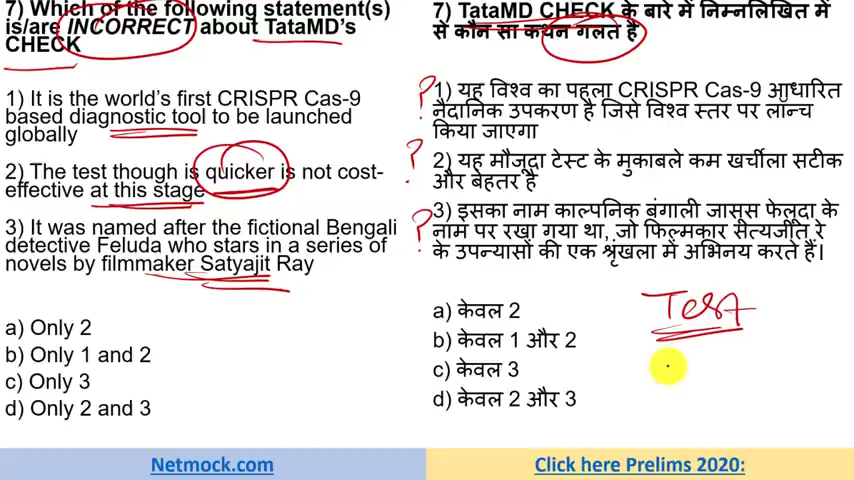 7) Which of the following statement(s)
is/are INCORRECT about TataMD's
CHECK
1) It is the world's first CRISPR Cas-9
based diagnostic tool to be launched
globally
2) The test though is quicker is not cost-
effective at this stage
3) It was named after the fictional Bengali
detective Feluda who stars in a series of
novels by filmmaker Satyajit Ray
a) Only 2
b) Only 1 and 2
c) Only 3
d) Only 2 and 3
7) TataMD CHECK के बारे में निम्नलिखित में
से कौन सा कथन गलत है
? 1) यह विश्व का पहला CRISPR Cas-9 आधारित
नैदानिक उपकरण है जिसे विश्व स्तर पर लॉन्च
किया जाएगा
? 2) यह मौजूदा टेस्ट के मुकाबले कम खर्चीला सटीक
और बेहतर है
? 3) इसका नाम काल्पनिक बंगाली जासूस फेलूदा के
नाम पर रखा गया था, जो फिल्मकार सत्यजीत रे
के उपन्यासों की एक श्रृंखला में अभिनय करते हैं।
a) केवल 2
b) केवल 1 और 2
c) केवल 3
d) केवल 2 और 3
Test
Netmock.com
Click here Prelims 2020: